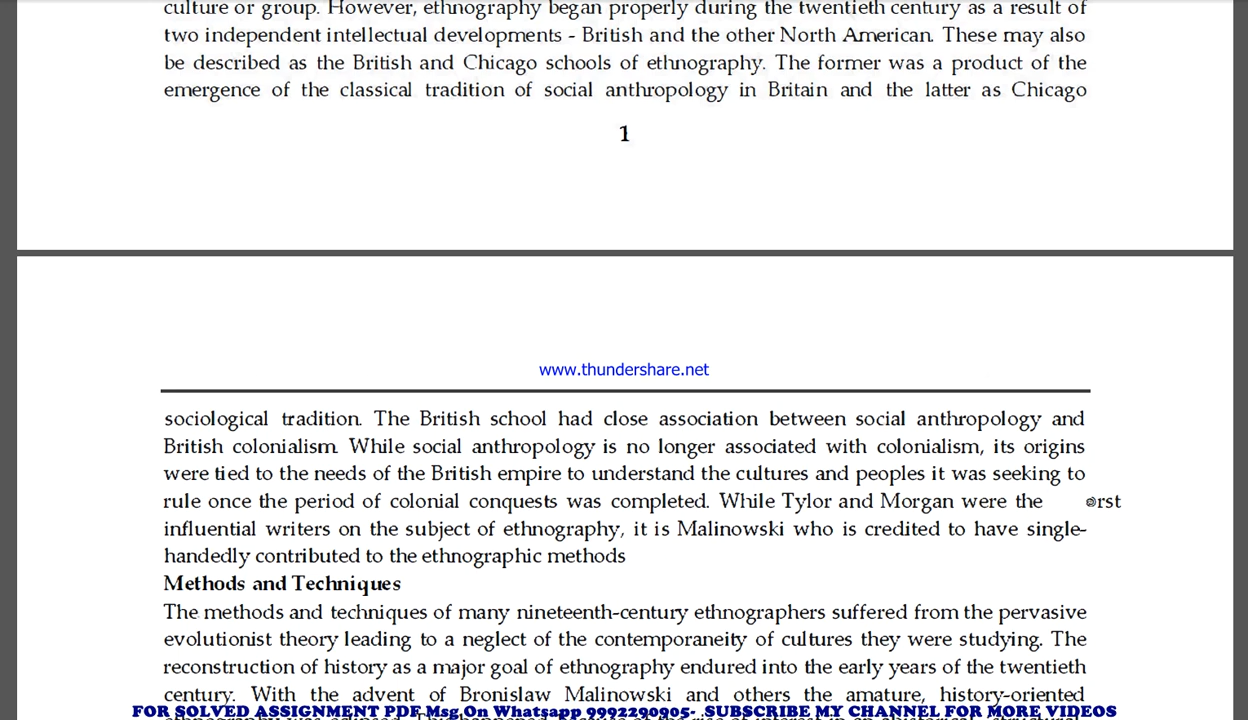 culture or group. However, ethnography began properly during the twentieth century as a result of
two independent intellectual developments - British and the other North American. These may also
be described as the British and Chicago schools of ethnography. The former was a product of the
emergence of the classical tradition of social anthropology in Britain and the latter as Chicago
1
www.thundershare.net
sociological tradition. The British school had close association between social anthropology and
British colonialism. While social anthropology is no longer associated with colonialism, its origins
were tied to the needs of the British empire to understand the cultures and peoples it was seeking to
rule once the period of colonial conquests was completed. While Tylor and Morgan were the erst
influential writers on the subject of ethnography, it is Malinowski who is credited to have single-
handedly contributed to the ethnographic methods
Methods and Techniques
The methods and techniques of many nineteenth-century ethnographers suffered from the pervasive
evolutionist theory leading to a neglect of the contemporaneity of cultures they were studying. The
reconstruction of history as a major goal of ethnography endured into the early years of the twentieth
century. With the advent of Bronislaw Malinowski and others the amature, history-oriented
FOR SOLVED ASSIGNMENT PDF Msg.On Whatsapp 9992290905- .SUBSCRIBE MY CHANNEL FOR MORE VIDEOS